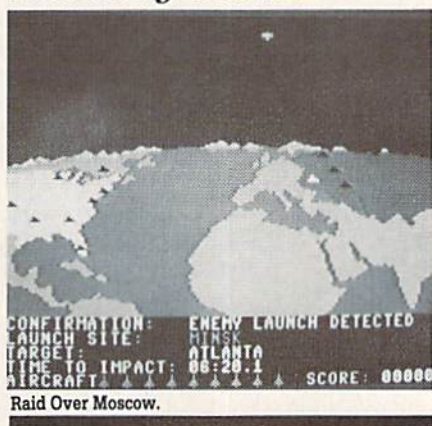 CONFIRMATION: ENEMY LAUNCH DETECTED
LAUNCH SITE: MINSK
TARGET: ATLANTA
TIME TO IMPACT: 06:20.1
AIRCRAFT SCORE: 00000
Raid Over Moscow.